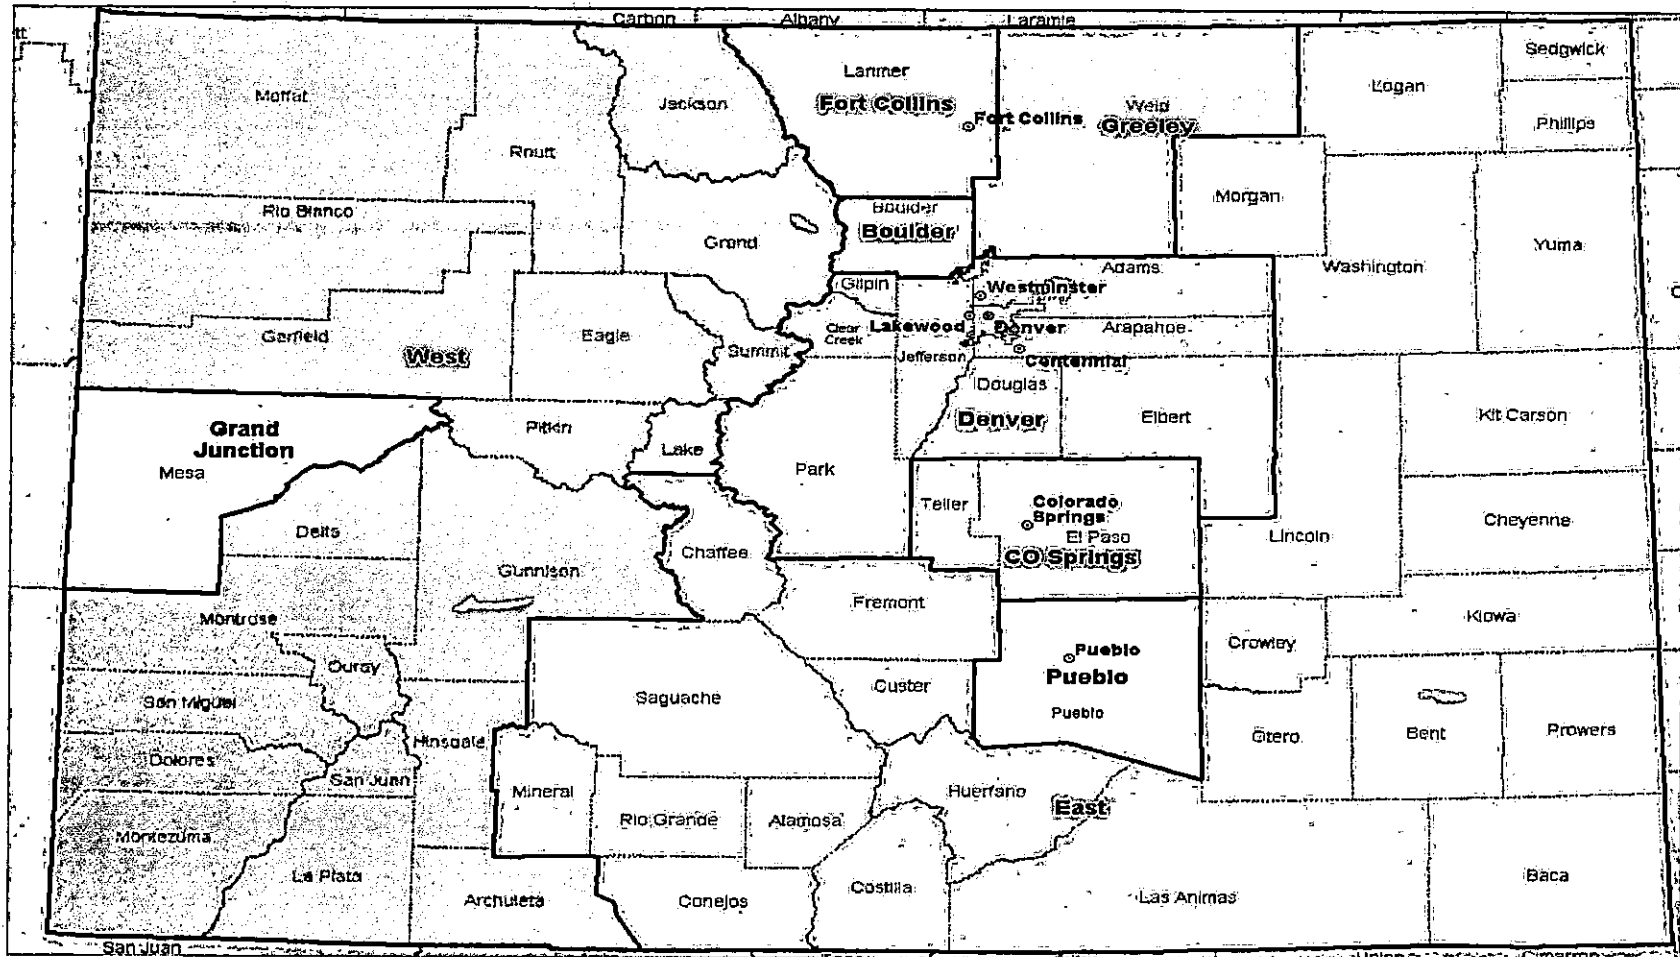 Carbon
Albany
Laramie
tt
Moffat
Routt
Jackson
Larimer
Fort Collins
Fort Collins
Weld
Greeley
Logan
Sedgwick
Phillips
Morgan
Rio Blanco
Grand
Boulder
Boulder
Washington
Yuma
Adams
Gilpin
Westminster
Garfield
West
Eagle
Summit
Clear
Creek
Lakewood
Denver
Arapahoe
Jefferson
Centennial
Douglas
Denver
Elbert
Kit Carson
Grand
Junction
Mesa
Pitkin
Lake
Park
Teller
Colorado
Springs
El Paso
CO Springs
Lincoln
Cheyenne
Delta
Gunnison
Chaffee
Montrose
Fremont
Crowley
Kiowa
Ouray
San Miguel
Saguache
Custer
Pueblo
Pueblo
Pueblo
Otero
Bent
Prowers
Dolores
San Juan
Hinsdale
Mineral
Rio Grande
Alamosa
Huerfano
East
Montezuma
La Plata
Archuleta
Conejos
Costilla
Las Animas
Baca
San Juan
Union
Cimarron